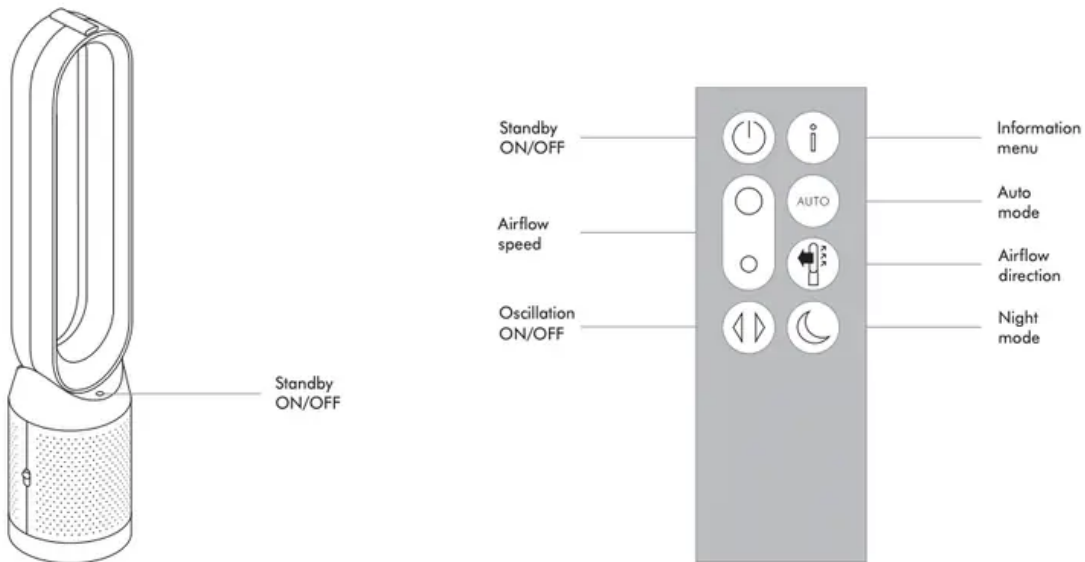 Standby
ON/OFF
Standby
ON/OFF
Airflow
speed
Oscillation
ON/OFF
i
AUTO
Information
menu
Auto
mode
Airflow
direction
Night
mode